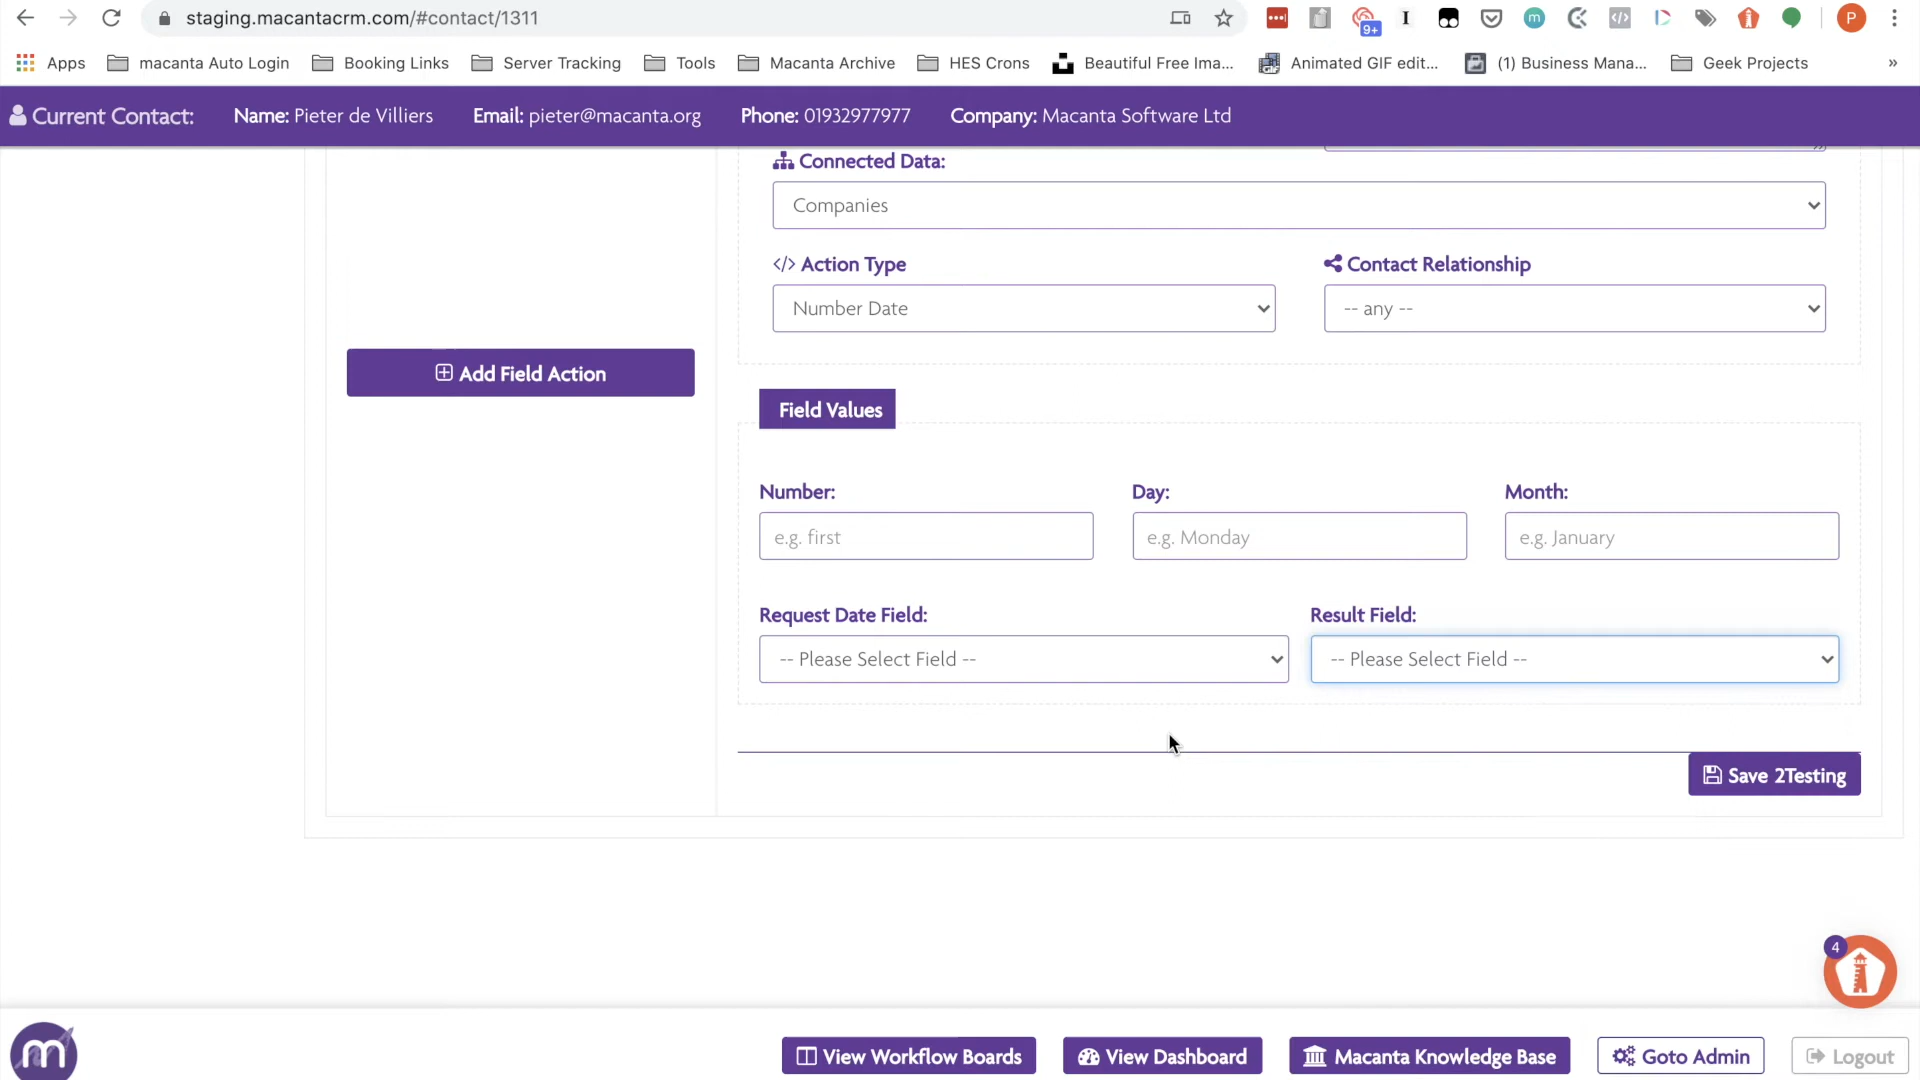 staging.macantacrm.com/#contact/1311
9+
P
Apps
macanta Auto Login
Booking Links
Server Tracking
Tools
Macanta Archive
HES Crons
Beautiful Free Ima...
Animated GIF edit...
(1) Business Mana...
Geek Projects
»
Current Contact:
Name: Pieter de Villiers
Email: pieter@macanta.org
Phone: 01932977977
Company: Macanta Software Ltd
Connected Data:
Companies
</> Action Type
Contact Relationship
Number Date
-- any --
Add Field Action
Field Values
Number:
Day:
Month:
e.g. first
e.g. Monday
e.g. January
Request Date Field:
Result Field:
-- Please Select Field --
-- Please Select Field --
Save 2Testing
4
m
View Workflow Boards
View Dashboard
Macanta Knowledge Base
Goto Admin
Logout